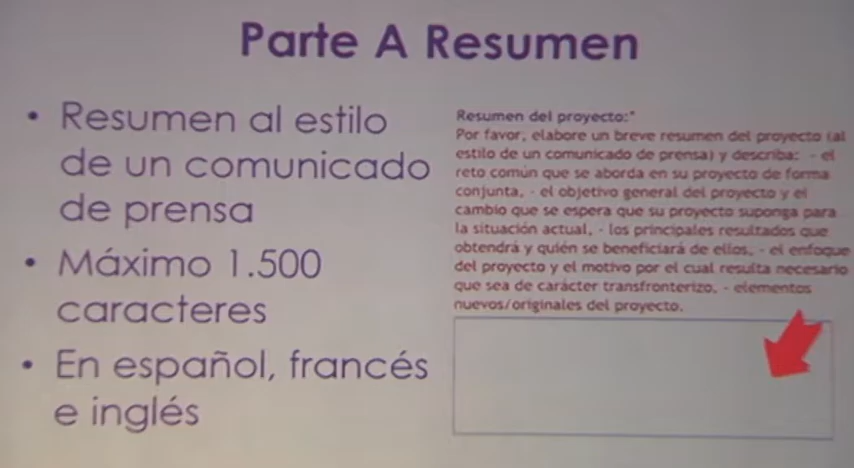 Parte A Resumen
• Resumen al estilo
de un comunicado
de prensa
• Máximo 1.500
caracteres
• En español, francés
e inglés
Resumen del proyecto:*
Por favor, elabore un breve resumen del proyecto (al
estilo de un comunicado de prensa) y describa: - el
reto común que se aborda en su proyecto de forma
conjunta, - el objetivo general del proyecto y el
cambio que se espera que su proyecto suponga para
la situación actual, - los principales resultados que
obtendrá y quién se beneficiará de ellos, - el enfoque
del proyecto y el motivo por el cual resulta necesario
que sea de carácter transfronterizo, - elementos
nuevos/originales del proyecto.